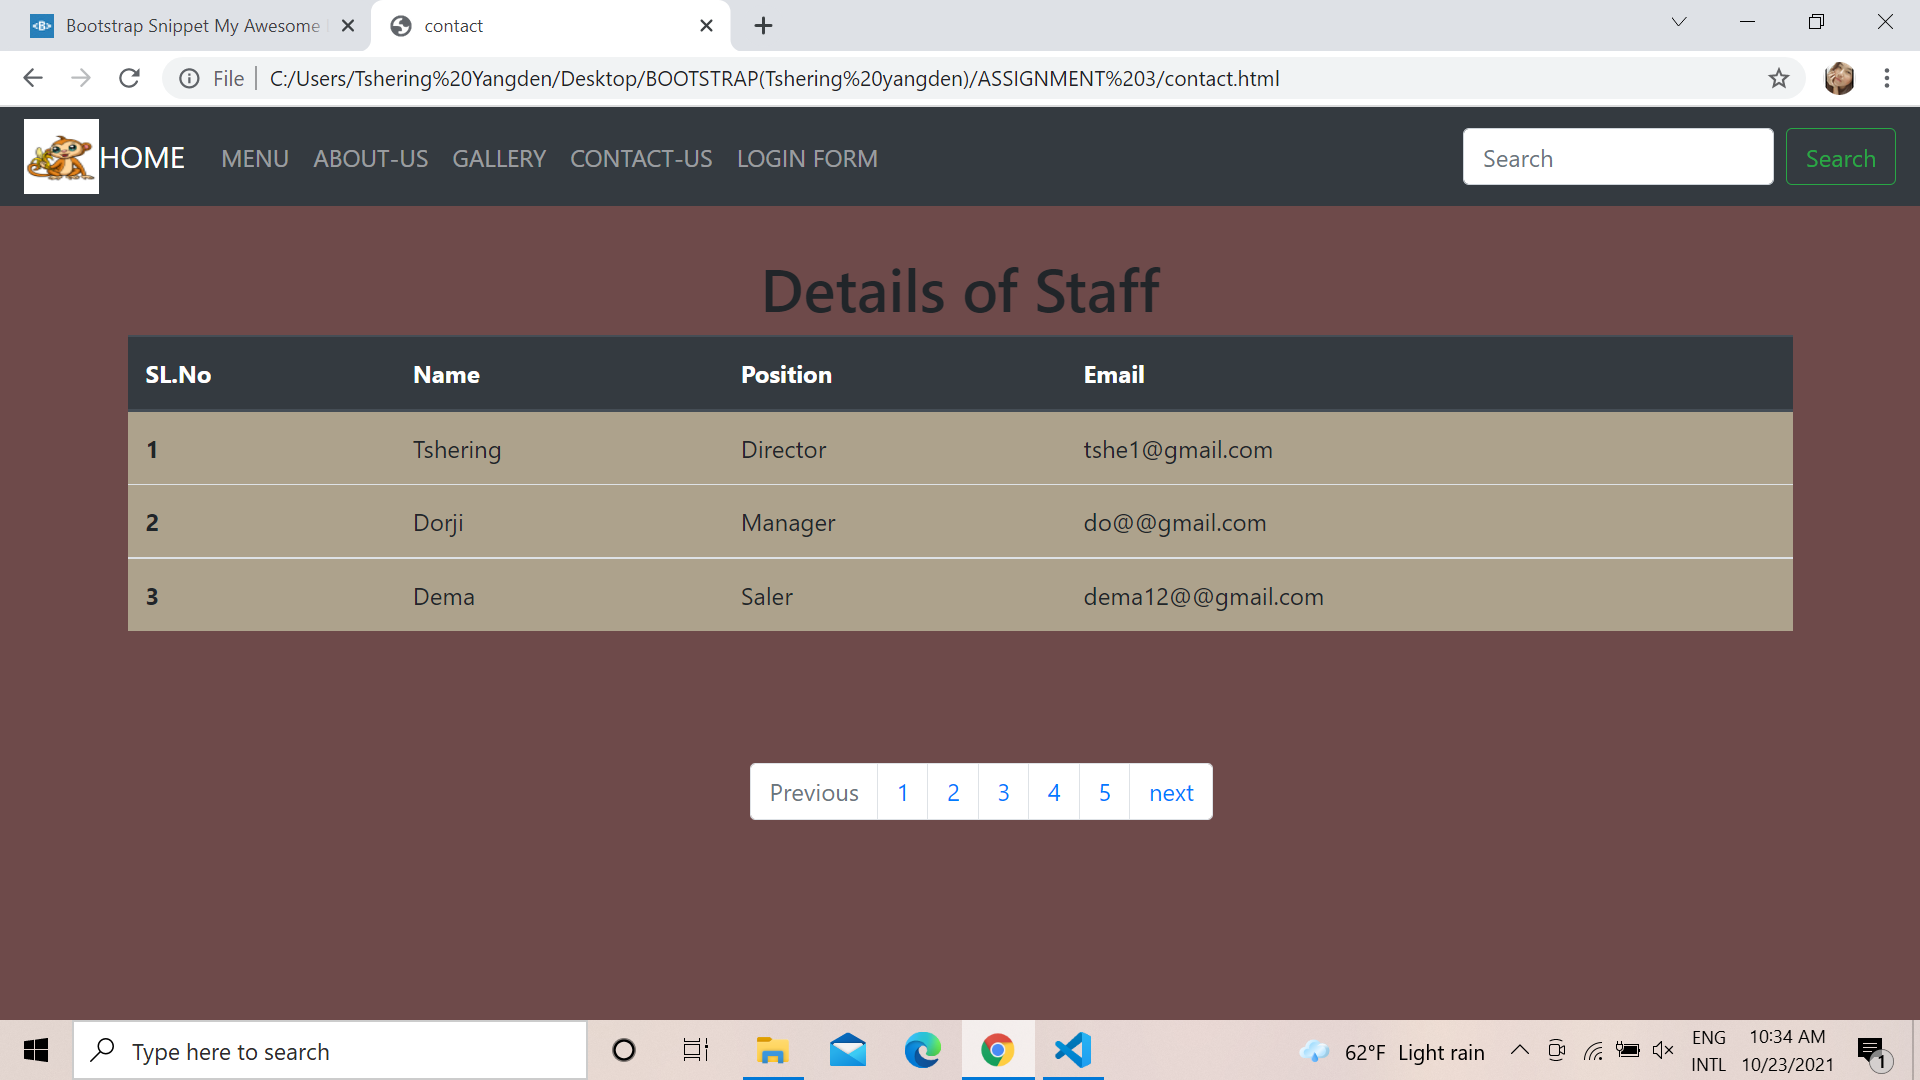 Bootstrap Snippet My Awesome
contact
File
C:/Users/Tshering%20Yangden/Desktop/BOOTSTRAP(Tshering%20yangden)/ASSIGNMENT%203/contact.html
HOME MENU ABOUT-US GALLERY CONTACT-US LOGIN FORM Search Search
Details of Staff
SL.No Name Position Email
1 Tshering Director tshe1@gmail.com
2 Dorji Manager do@@gmail.com
3 Dema Saler dema12@@gmail.com
Previous 1 2 3 4 5 next
Type here to search
62°F Light rain
ENG
INTL
10:34 AM
10/23/2021
1